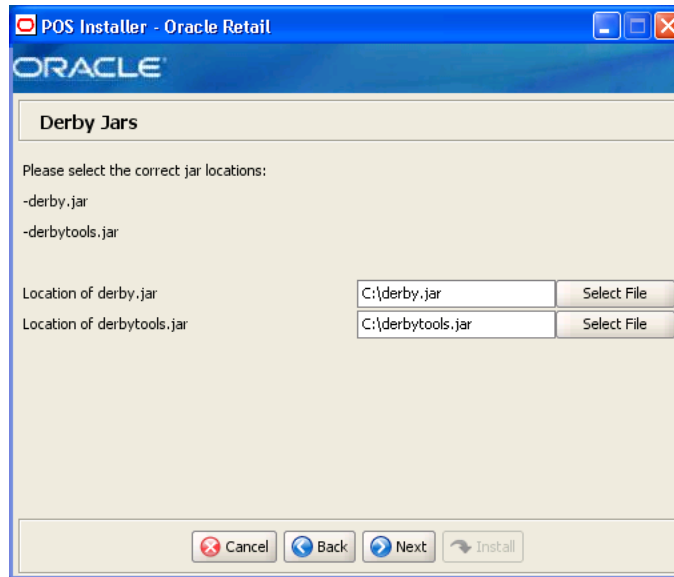 POS Installer - Oracle Retail
ORACLE
Derby Jars
Please select the correct jar locations:
-derby.jar
-derbytools.jar
Location of derby.jar C:\derby.jar Select File
Location of derbytools.jar C:\derbytools.jar Select File
Cancel Back Next Install